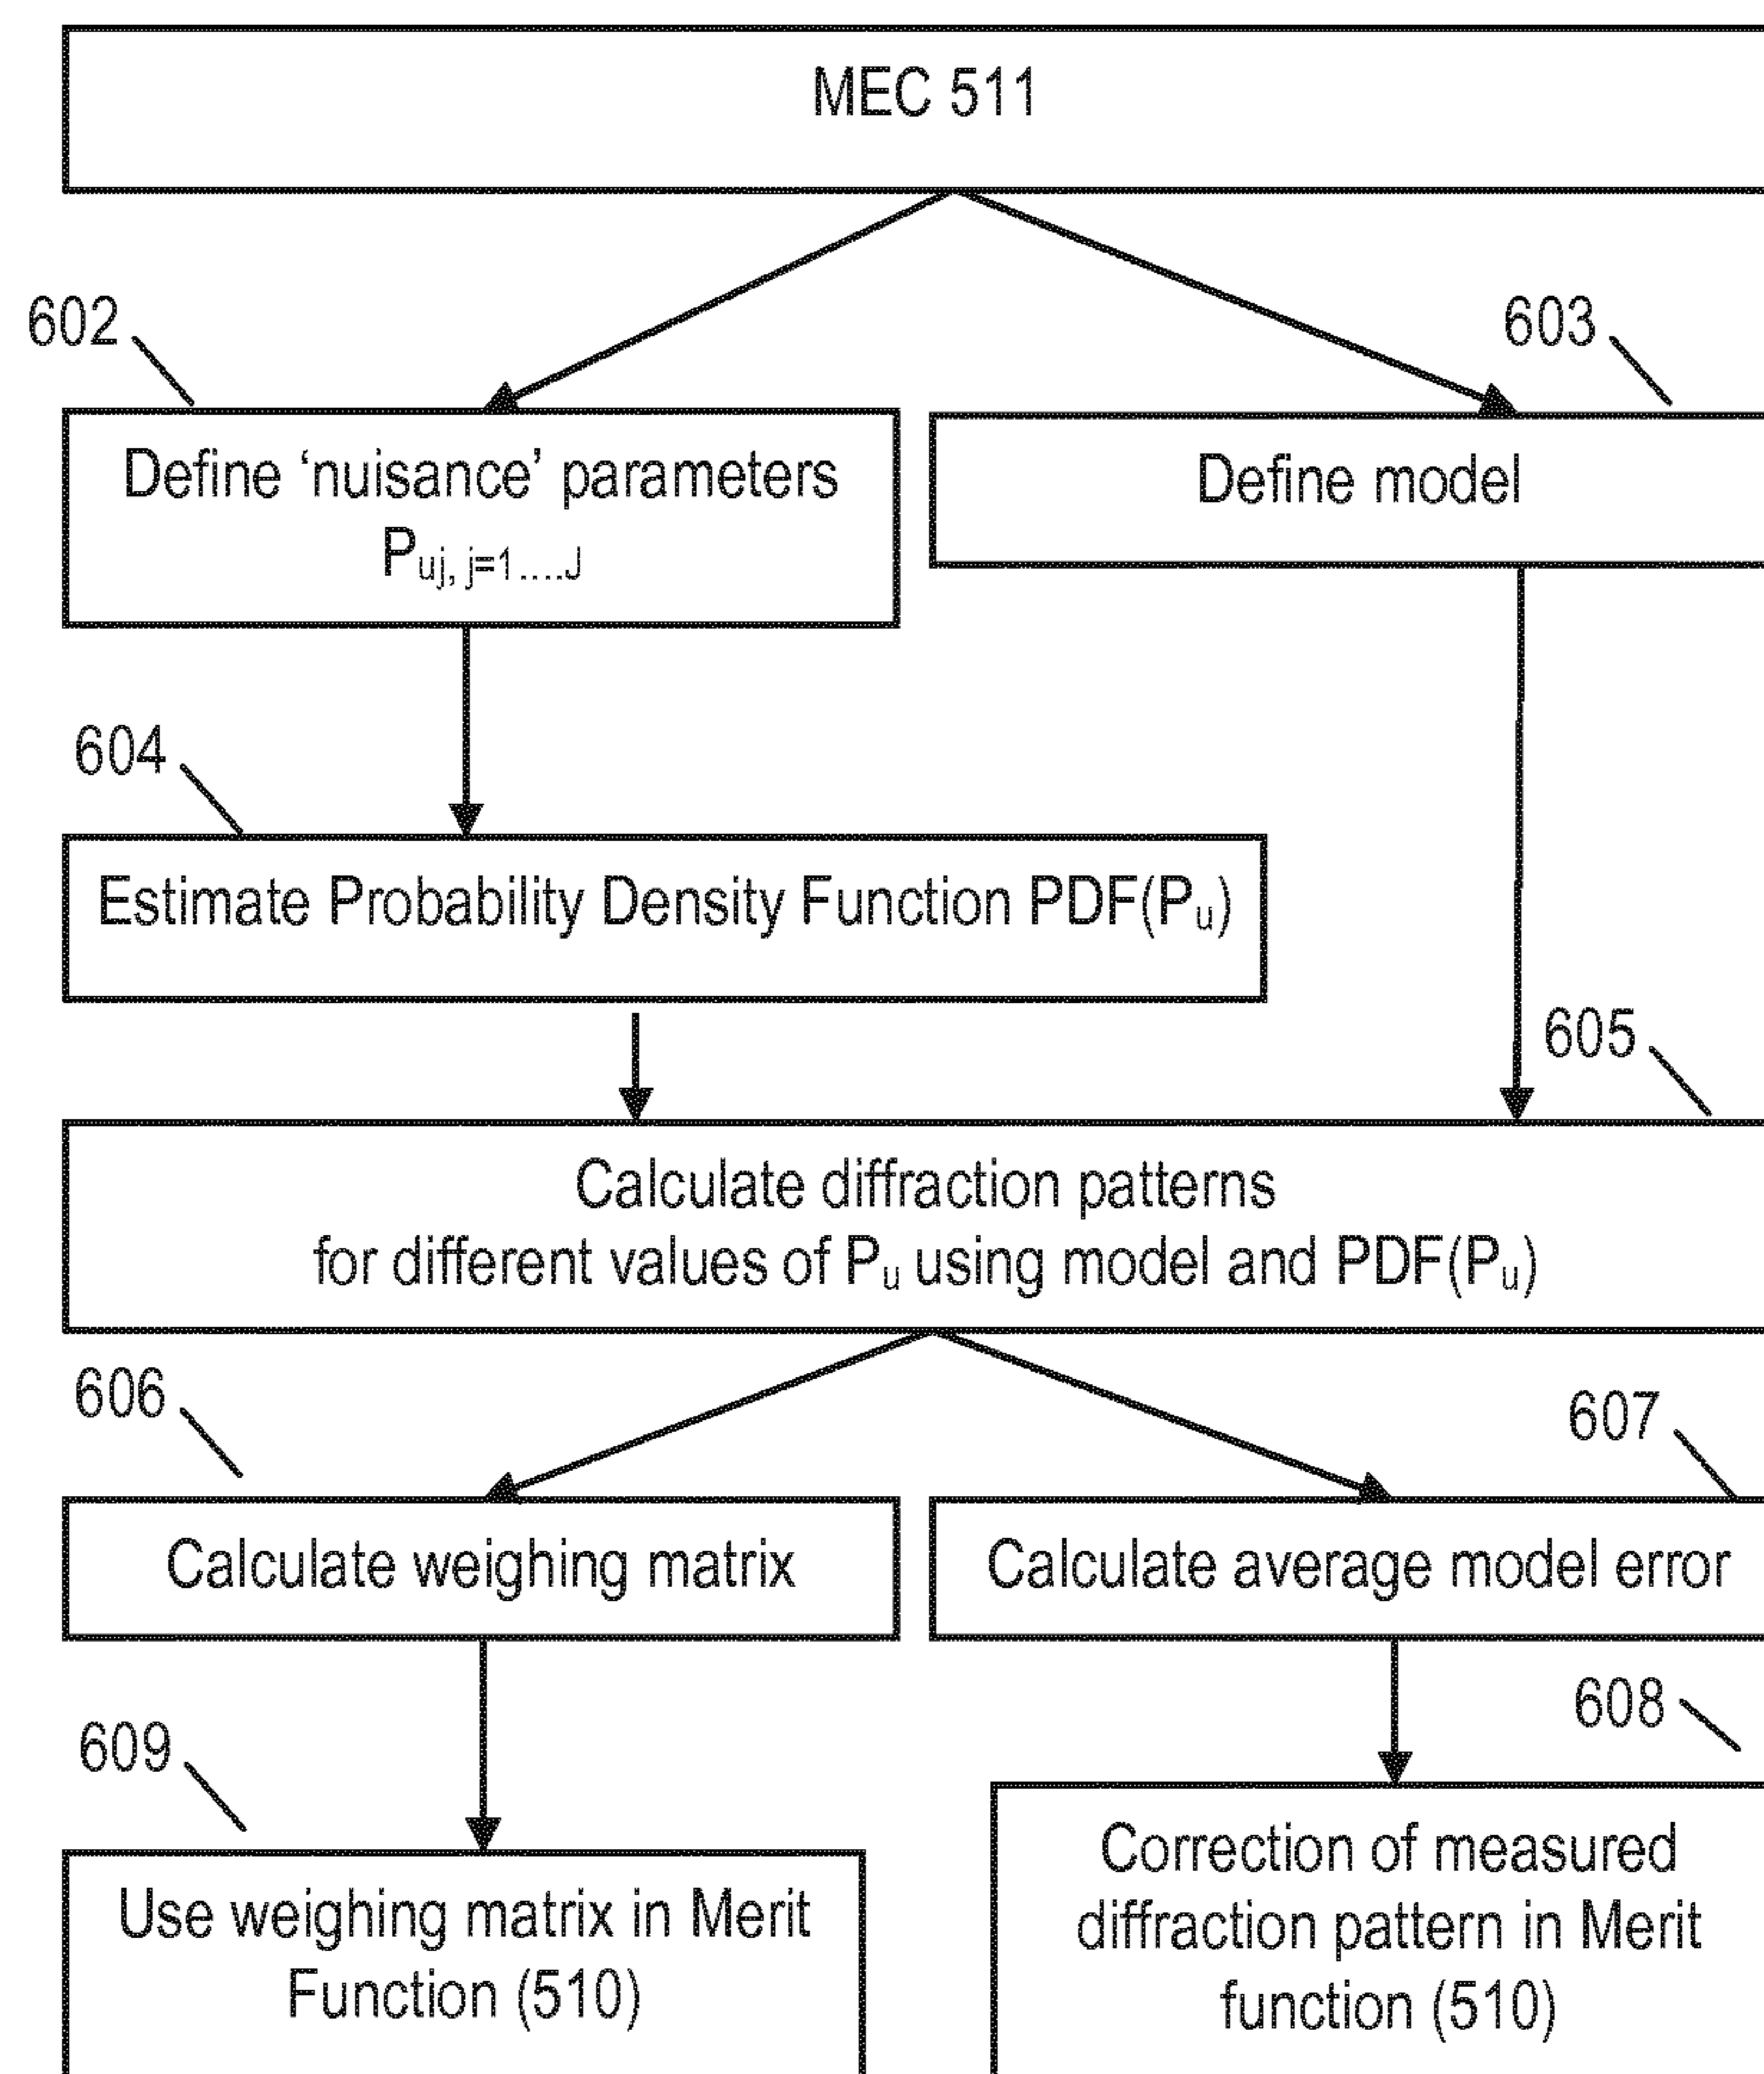 MEC 511
602
603
Define ‘nuisance’ parameters
Puj, j=1....J
Define model
604
Estimate Probability Density Function PDF(Pu)
605
Calculate diffraction patterns
for different values of Pu using model and PDF(Pu)
606
607
Calculate weighing matrix
Calculate average model error
608
609
Use weighing matrix in Merit
Function (510)
Correction of measured
diffraction pattern in Merit
function (510)